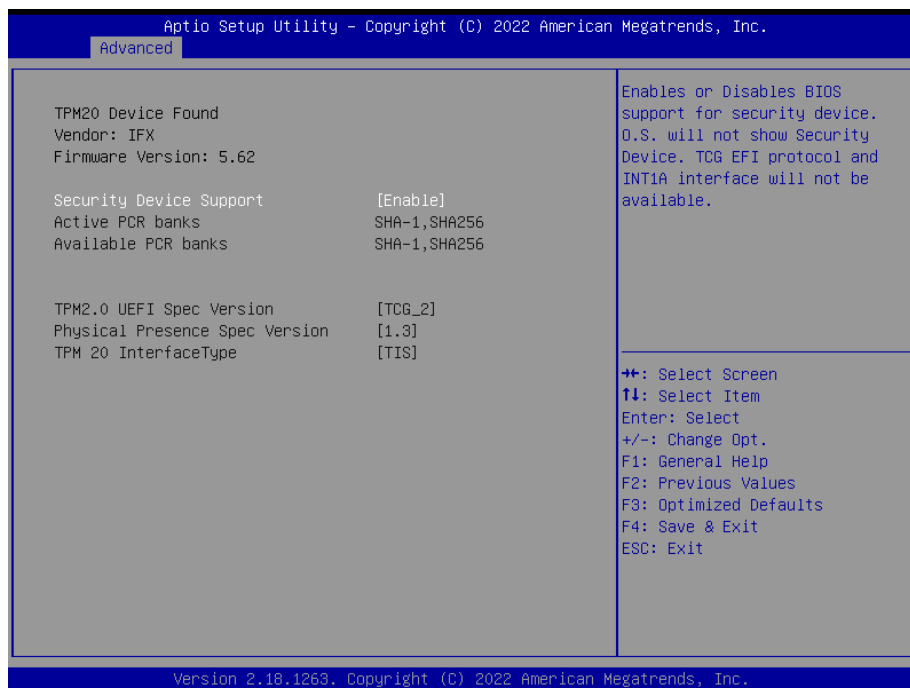 Aptio Setup Utility – Copyright (C) 2022 American Megatrends, Inc.
Advanced
TPM20 Device Found
Vendor: IFX
Firmware Version: 5.62
Security Device Support [Enable]
Active PCR banks SHA-1,SHA256
Available PCR banks SHA-1,SHA256
TPM2.0 UEFI Spec Version [TCG_2]
Physical Presence Spec Version [1.3]
TPM 20 InterfaceType [TIS]
Enables or Disables BIOS
support for security device.
O.S. will not show Security
Device. TCG EFI protocol and
INT1A interface will not be
available.
→←: Select Screen
↑↓: Select Item
Enter: Select
+/-: Change Opt.
F1: General Help
F2: Previous Values
F3: Optimized Defaults
F4: Save & Exit
ESC: Exit
Version 2.18.1263. Copyright (C) 2022 American Megatrends, Inc.